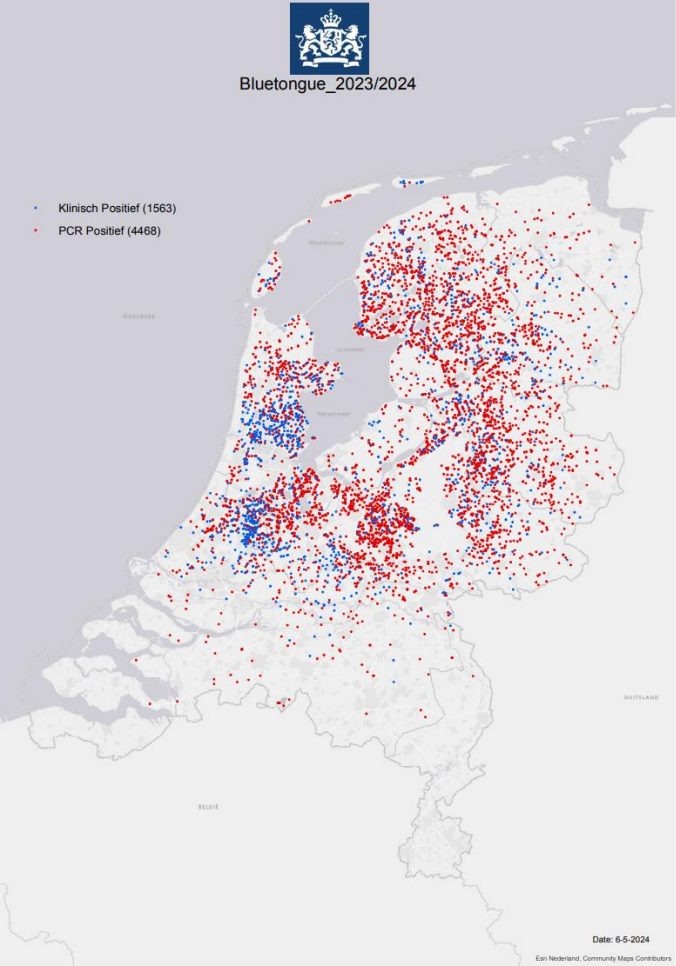 Bluetongue_2023/2024
Klinisch Positief (1563)
PCR Positief (4468)
Waddenzee
Noordzee
IJsselmeer
Markermeer
DUITSLAND
BELGIË
Date: 6-5-2024
Esri Nederland, Community Maps Contributors